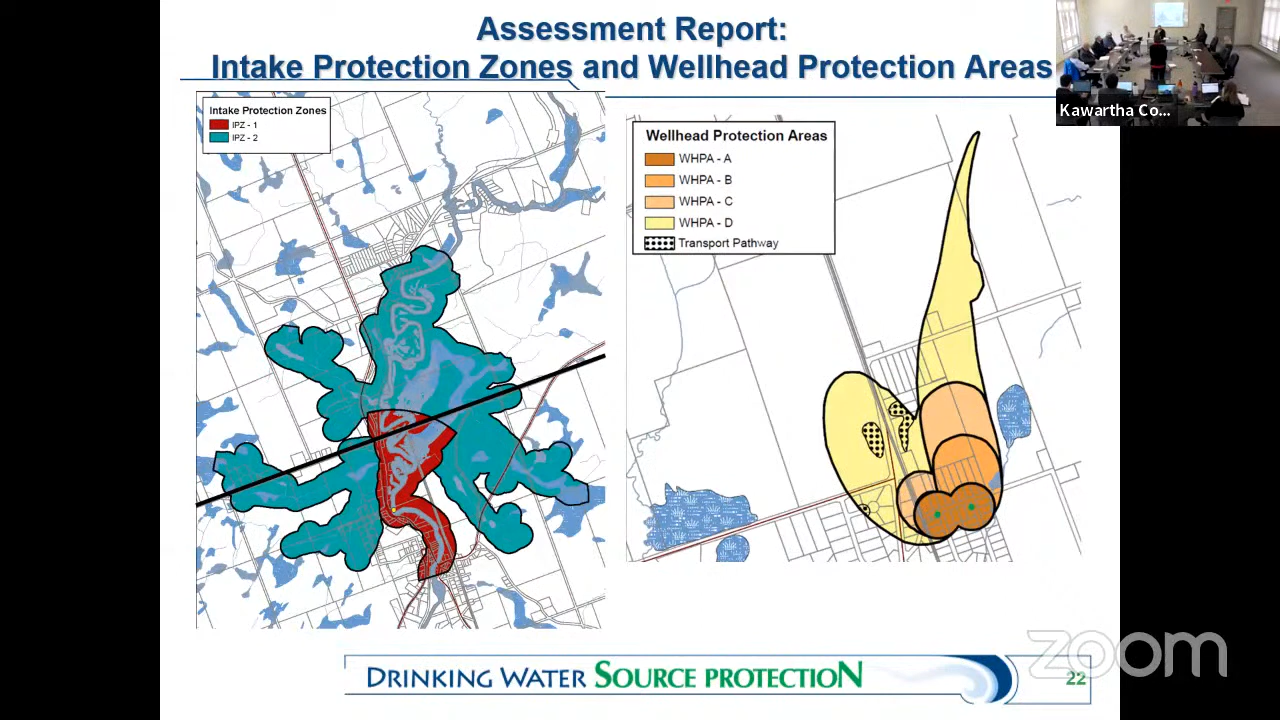 Assessment Report:
Intake Protection Zones and Wellhead Protection Areas
Kawartha Co...
Intake Protection Zones
IPZ - 1
IPZ - 2
Wellhead Protection Areas
WHPA - A
WHPA - B
WHPA - C
WHPA - D
Transport Pathway
zoom
DRINKING WATER SOURCE PROTECTION
22